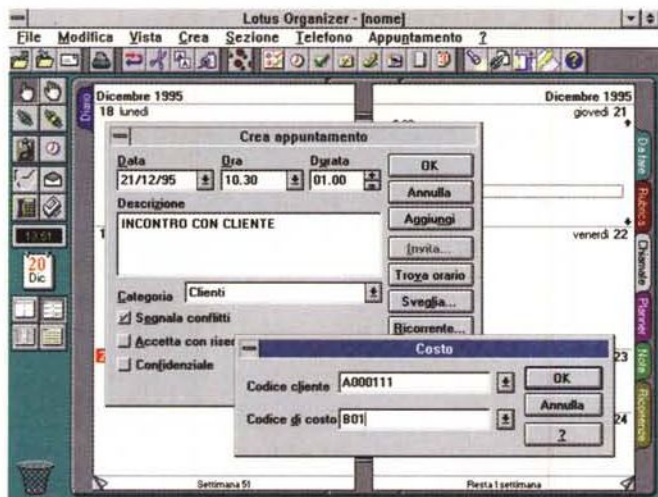 Lotus Organizer - [nome]
File Modifica Vista Crea Sezione Telefono Appuntamento ?
Diario
Dicembre 1995
18 lunedì
Dicembre 1995
giovedì 21
Crea appuntamento
Data
Ora
Durata
21/12/95
10.30
01.00
Descrizione
INCONTRO CON CLIENTE
Categoria
Clienti
Segnala conflitti
Accetta con riser
Confidenziale
OK
Annulla
Aggiungi
Invita...
Trova orario
Sveglia...
Ricorrente...
Costo
Codice cliente
A000111
Codice di costo
B01
OK
Annulla
?
venerdì 22
23
24
Da fare
Rubrica
Chiamate
Planner
Note
Ricorrenze
20
Dic
Settimana 51
Resta 1 settimana